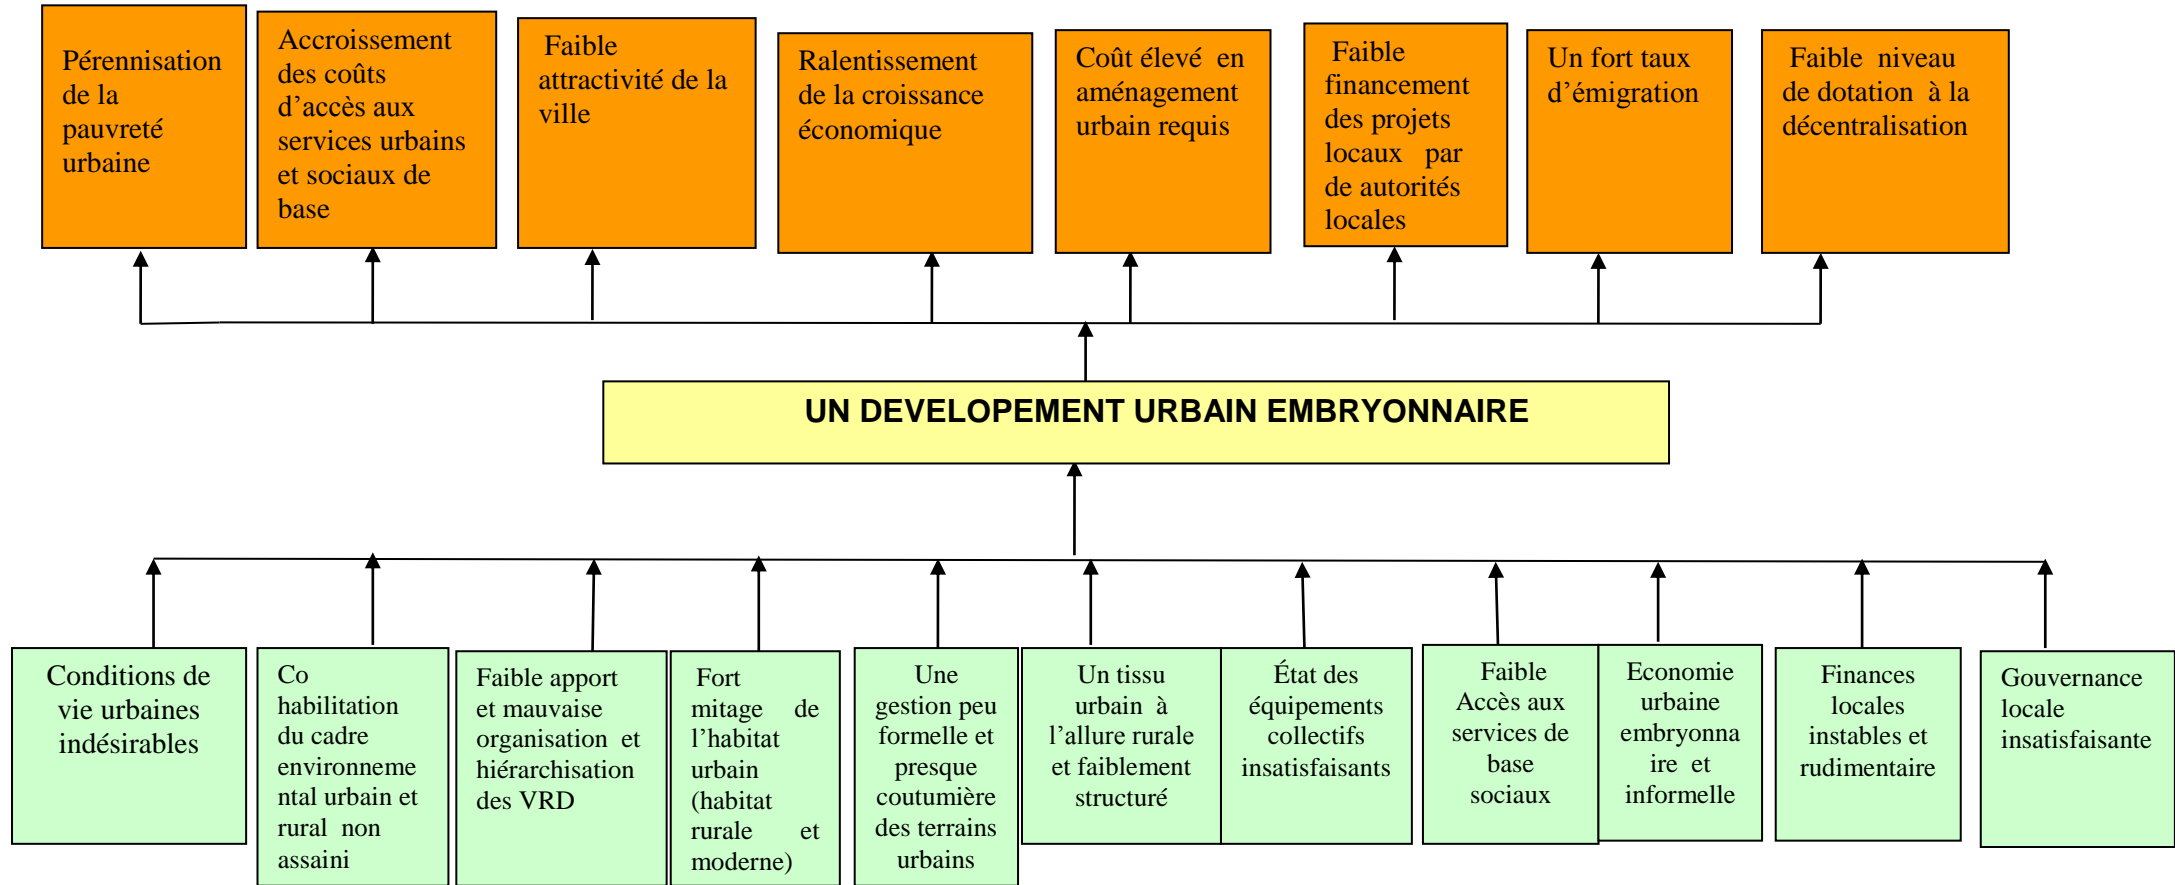 Pérennisation
de la
pauvreté
urbaine
Accroissement
des coûts
d’accès aux
services urbains
et sociaux de
base
Faible
attractivité de la
ville
Ralentissement
de la croissance
économique
Coût élevé en
aménagement
urbain requis
Faible
financement
des projets
locaux par
de autorités
locales
Un fort taux
d’émigration
Faible niveau
de dotation à la
décentralisation
UN DEVELOPEMENT URBAIN EMBRYONNAIRE
Conditions de
vie urbaines
indésirables
Co
habilitation
du cadre
environneme
ntal urbain et
rural non
assaini
Faible apport
et mauvaise
organisation et
hiérarchisation
des VRD
Fort
mitage de
l’habitat
urbain
(habitat
rurale et
moderne)
Une
gestion peu
formelle et
presque
coutumière
des terrains
urbains
Un tissu
urbain à
l’allure rurale
et faiblement
structuré
État des
équipements
collectifs
insatisfaisants
Faible
Accès aux
services de
base
sociaux
Economie
urbaine
embryonna
ire et
informelle
Finances
locales
instables et
rudimentaire
Gouvernance
locale
insatisfaisante